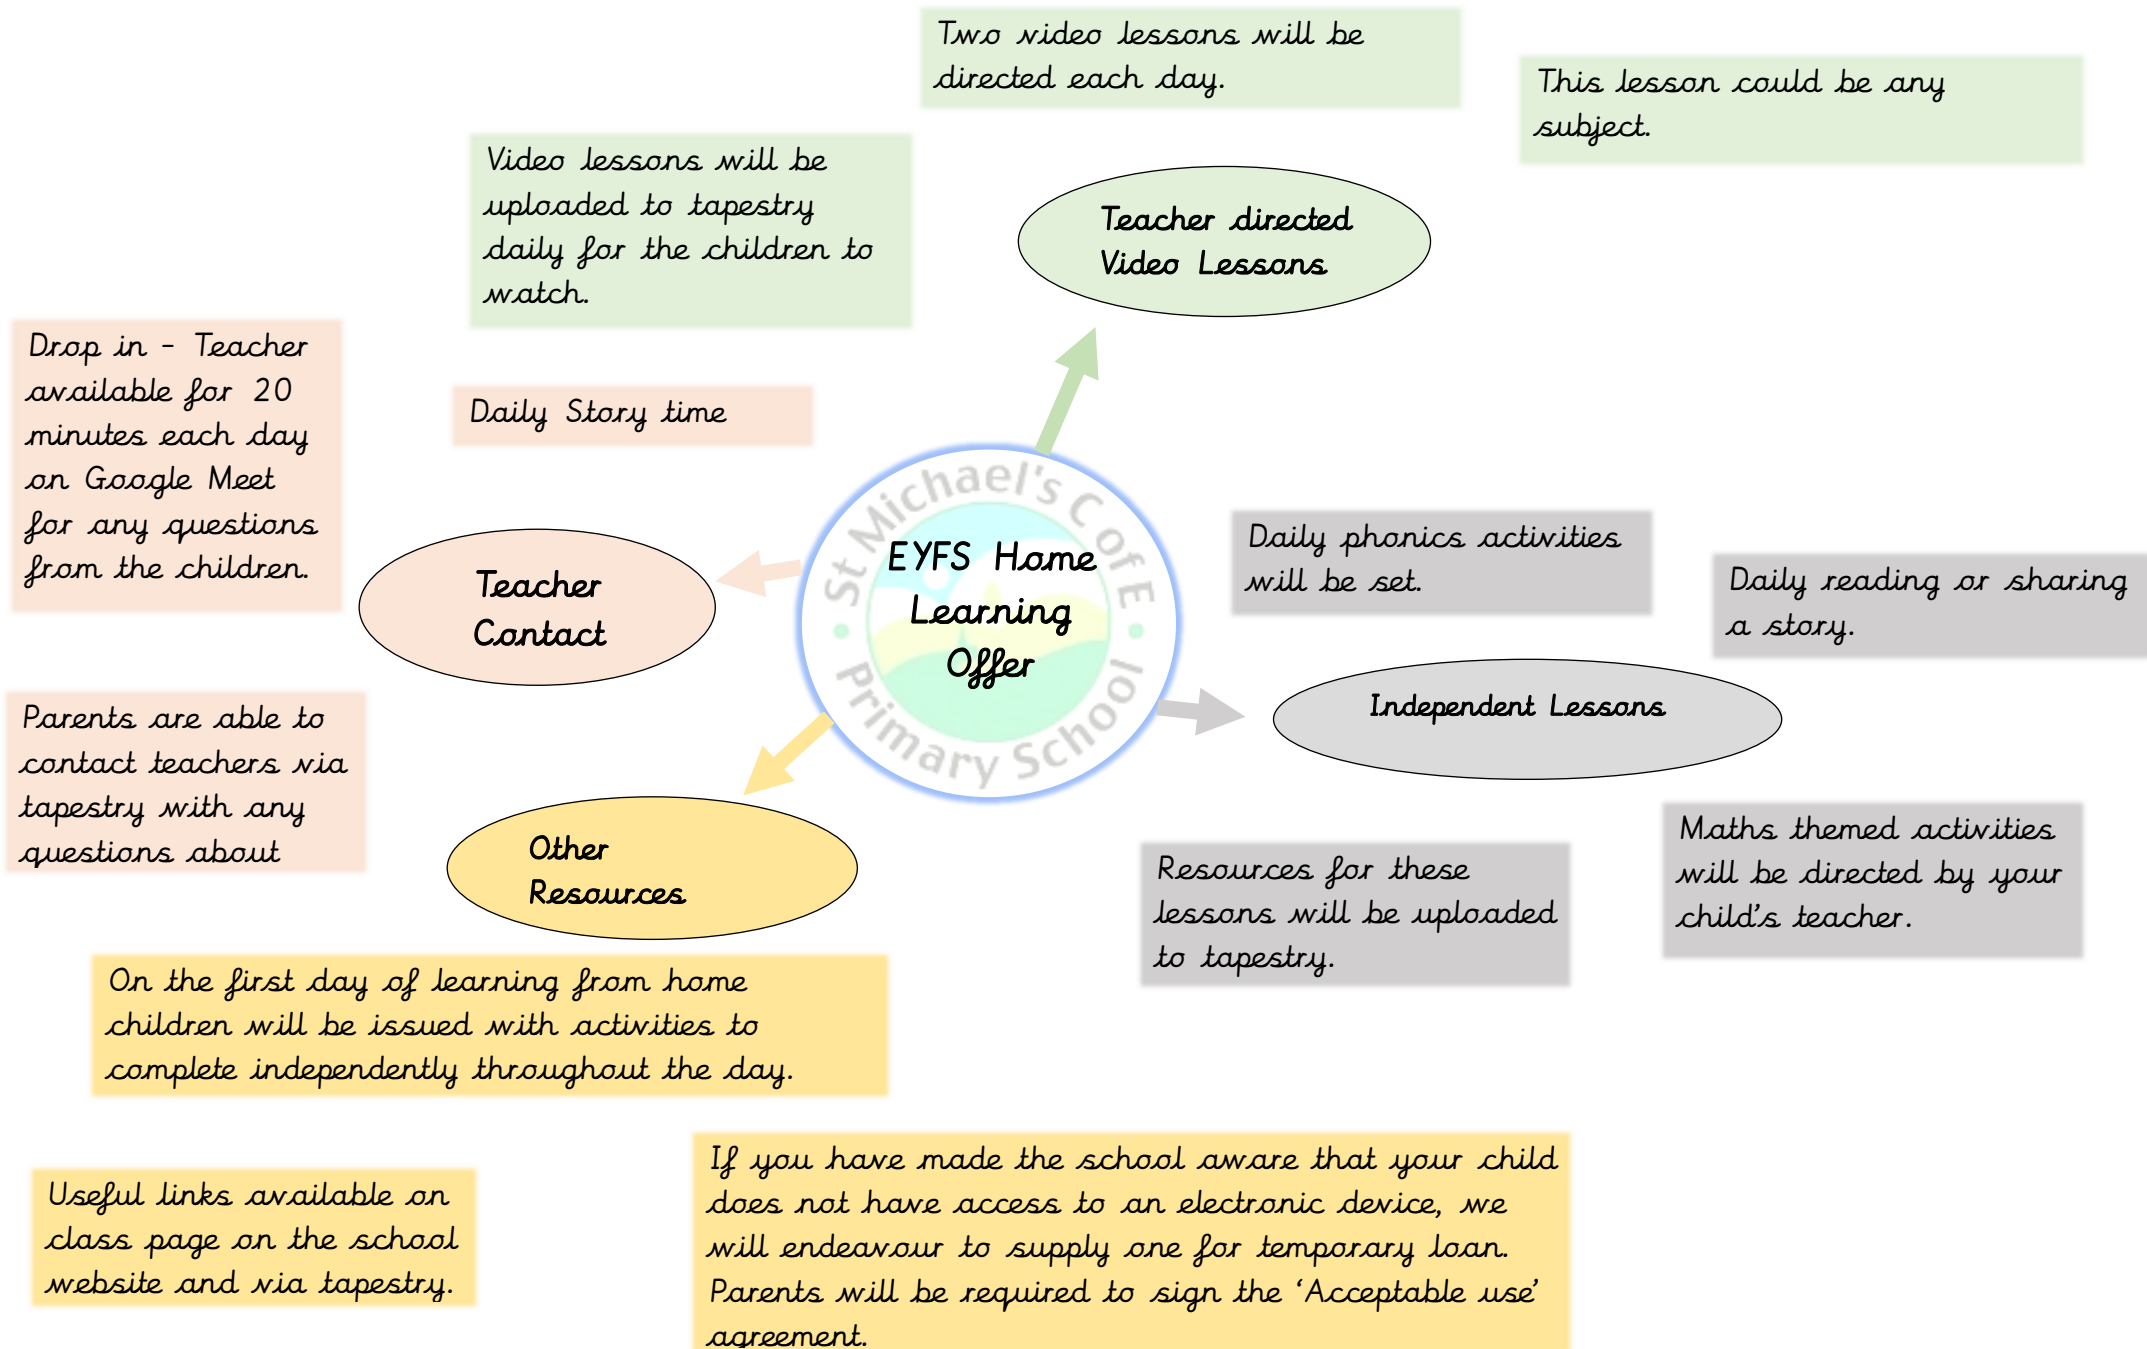 Two video lessons will be
directed each day.
This lesson could be any
subject.
Video lessons will be
uploaded to tapestry
daily for the children to
watch.
Teacher directed
Video Lessons
Drop in - Teacher
available for 20
minutes each day
on Google Meet
for any questions
from the children.
Daily Story time
Teacher
Contact
St Michael's C of E
Primary School
EYFS Home
Learning
Offer
Daily phonics activities
will be set.
Daily reading or sharing
a story.
Independent Lessons
Parents are able to
contact teachers via
tapestry with any
questions about
Other
Resources
Resources for these
lessons will be uploaded
to tapestry.
Maths themed activities
will be directed by your
child's teacher.
On the first day of learning from home
children will be issued with activities to
complete independently throughout the day.
Useful links available on
class page on the school
website and via tapestry.
If you have made the school aware that your child
does not have access to an electronic device, we
will endeavour to supply one for temporary loan.
Parents will be required to sign the ‘Acceptable use’
agreement.